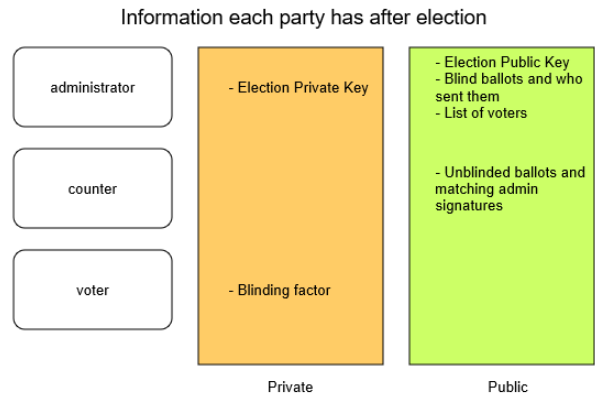 Information each party has after election
administrator
- Election Private Key
- Election Public Key
- Blind ballots and who
sent them
- List of voters
counter
- Unblinded ballots and
matching admin
signatures
voter
- Blinding factor
Private
Public